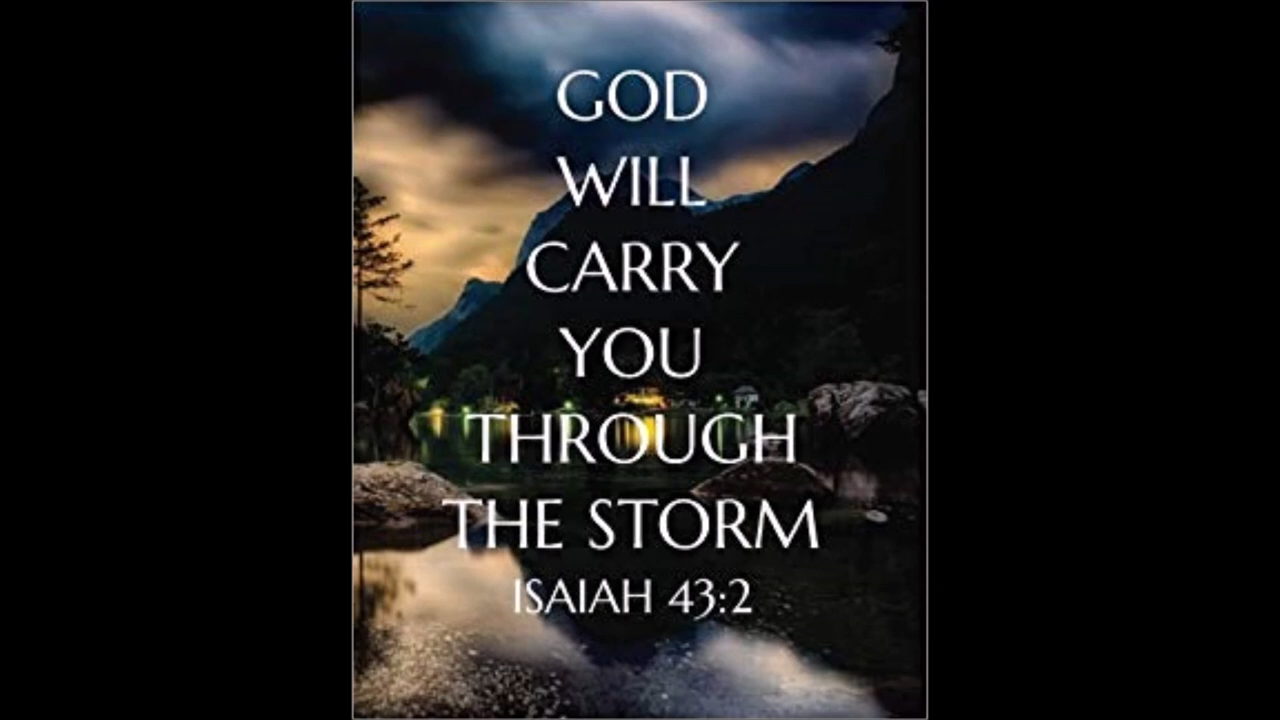 GOD
WILL
CARRY
YOU
THROUGH
THE STORM
ISAIAH 43:2